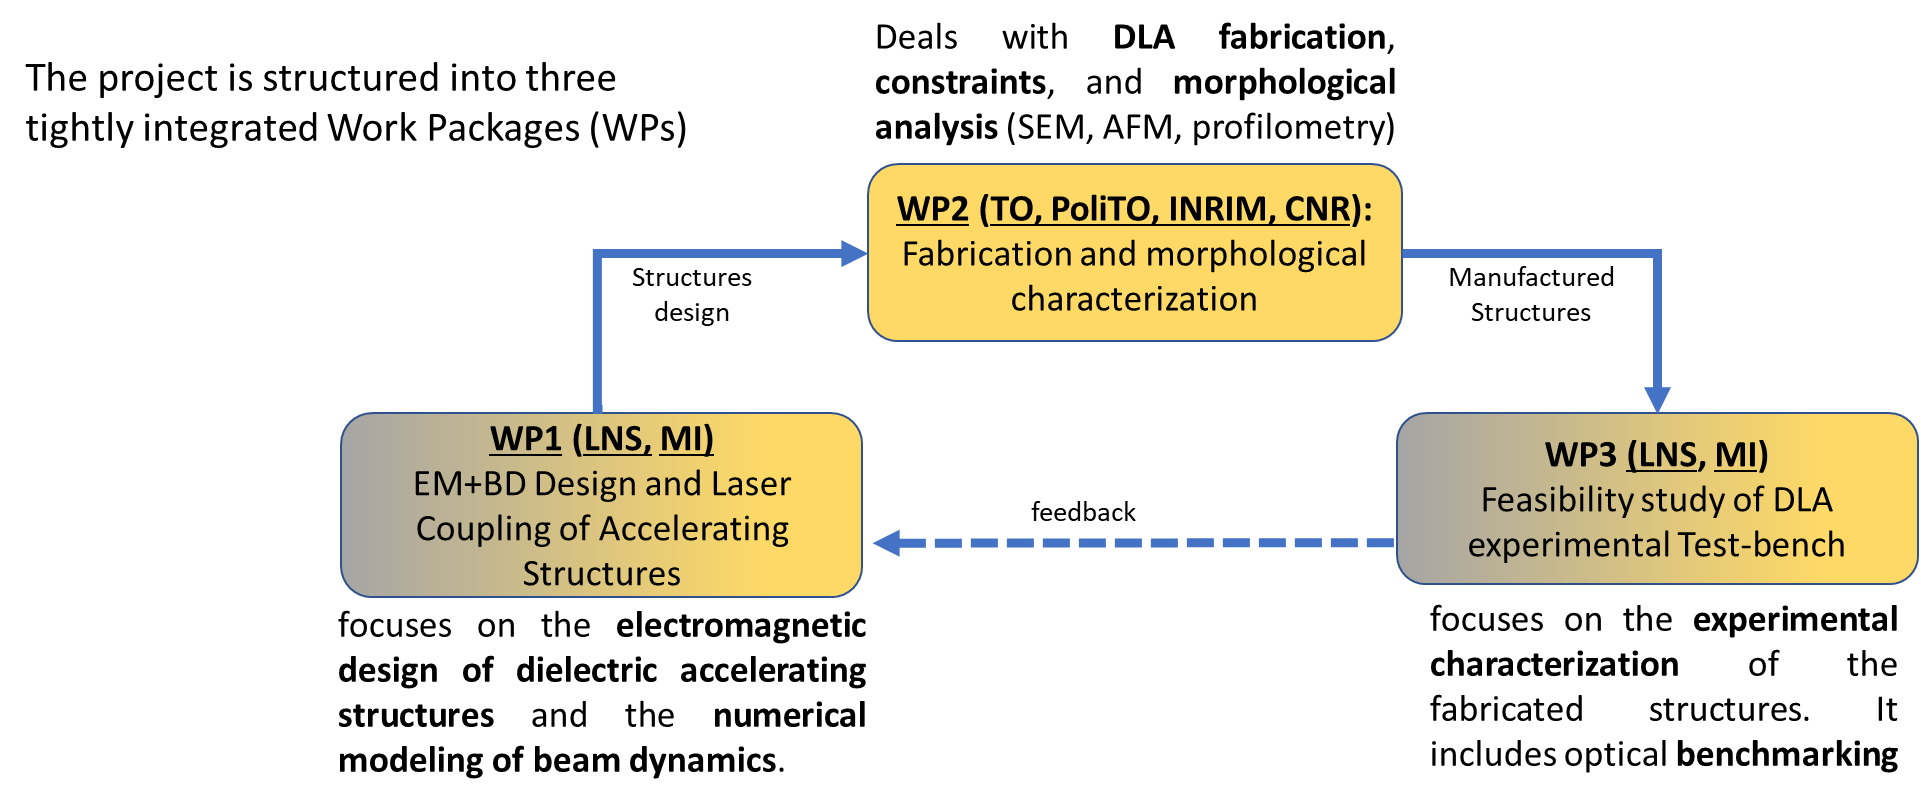 The project is structured into three
tightly integrated Work Packages (WPs)
Deals with DLA fabrication,
constraints, and morphological
analysis (SEM, AFM, profilometry)
WP2 (TO, PoliTO, INRIM, CNR):
Fabrication and morphological
characterization
Structures
design
Manufactured
Structures
WP1 (LNS, MI)
EM+BD Design and Laser
Coupling of Accelerating
Structures
feedback
WP3 (LNS, MI)
Feasibility study of DLA
experimental Test-bench
focuses on the electromagnetic
design of dielectric accelerating
structures and the numerical
modeling of beam dynamics.
focuses on the experimental
characterization of the
fabricated structures. It
includes optical benchmarking